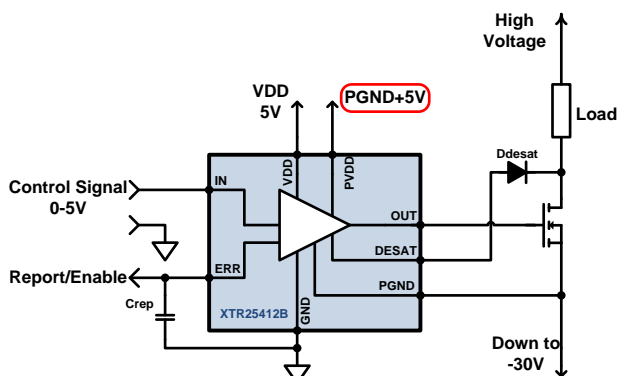 High
Voltage
VDD
5V
PGND+5V
Load
Ddesat
Control Signal
0-5V
IN
VDD
PVDD
OUT
DESAT
Report/Enable
ERR
PGND
Crep
XTR25412B
GND
Down to
-30V